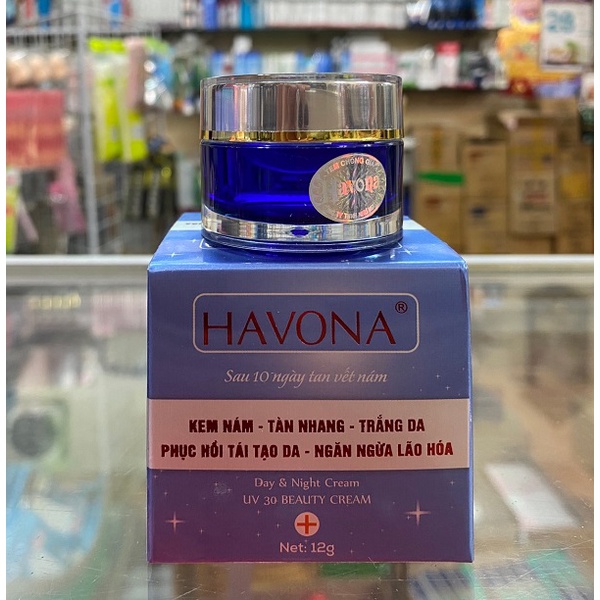 Havona
HAVONA®
Sau 10 ngày tan vết nám
KEM NÁM - TÀN NHANG - TRẮNG DA
PHỤC HỒI TÁI TẠO DA - NGĂN NGỪA LÃO HÓA
Day & Night Cream
UV 30 BEAUTY CREAM
Net: 12g